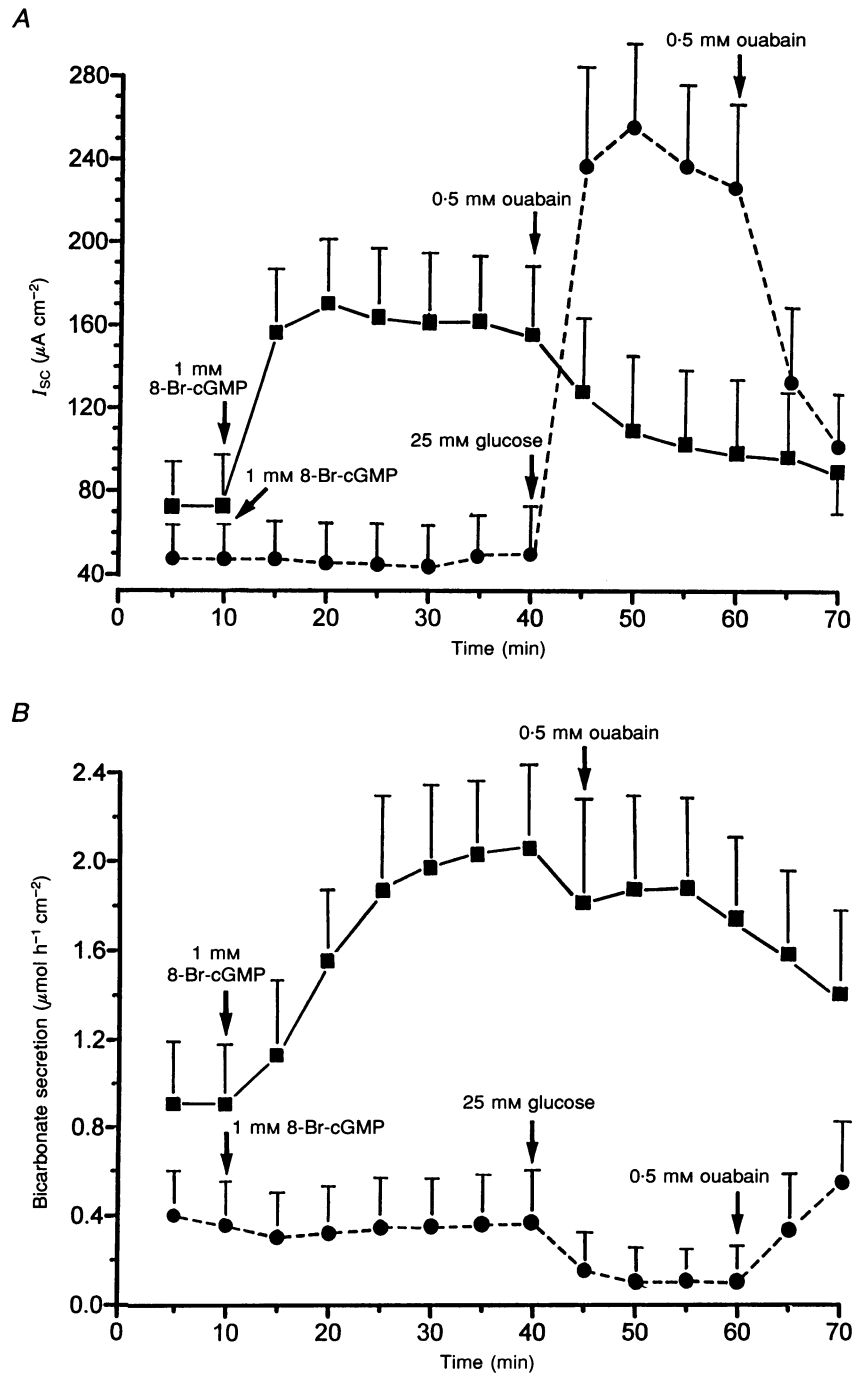 A
0·5 mM ouabain
280
240
0·5 mM ouabain
200
160
1 mM
8-Br-cGMP
120
25 mM glucose
1 mM 8-Br-cGMP
80
40
I_SC (μA cm⁻²)
0 10 20 30 40 50 60 70
Time (min)
B
0·5 mM ouabain
2.4
2.0
1.6
1 mM
8-Br-cGMP
1.2
0.8
25 mM glucose
1 mM 8-Br-cGMP
0.5 mM ouabain
0.4
0.0
Bicarbonate secretion (μmol h⁻¹ cm⁻²)
0 10 20 30 40 50 60 70
Time (min)